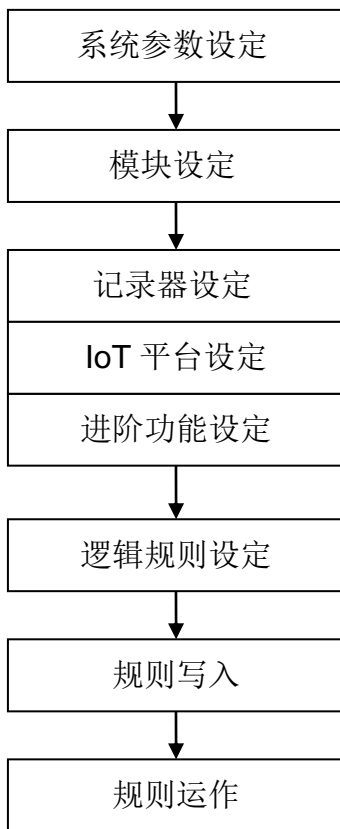 系统参数设定
模块设定
记录器设定
IoT 平台设定
进阶功能设定
逻辑规则设定
规则写入
规则运作